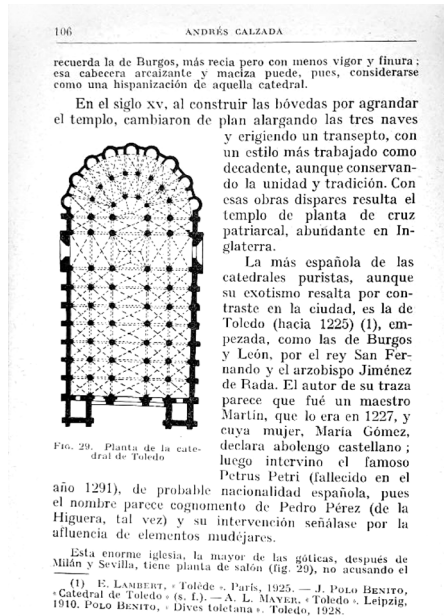 106
ANDRÉS CALZADA
recuerda la de Burgos, más recia pero con menos vigor y finura ;
esa cabecera arcaizante y maciza puede, pues, considerarse
como una hispanización de aquella catedral.
En el siglo XV, al construir las bóvedas por agrandar
el templo, cambiaron de plan alargando las tres naves
y erigiendo un transepto, con
un estilo más trabajado como
decadente, aunque conservan-
do la unidad y tradición. Con
esas obras dispares resulta el
templo de planta de cruz
patriarcal, abundante en In-
glaterra.
La más española de las
catedrales puristas, aunque
su exotismo resalta por con-
traste en la ciudad, es la de
Toledo (hacia 1225) (1), em-
pezada, como las de Burgos
y León, por el rey San Fer-
nando y el arzobispo Jiménez
de Rada. El autor de su traza
parece que fué un maestro
Martín, que lo era en 1227, y
cuya mujer, María Gómez,
declara abolengo castellano ;
luego intervino el famoso
Petrus Petri (fallecido en el
FIG. 29. Planta de la cate-
dral de Toledo
año 1291), de probable nacionalidad española, pues
el nombre parece cognomento de Pedro Pérez (de la
Higuera, tal vez) y su intervención señálase por la
afluencia de elementos mudéjares.
Esta enorme iglesia, la mayor de las góticas, después de
Milán y Sevilla, tiene planta de salón (fig. 29), no acusando el
(1) E. LAMBERT, « Tolède ». París, 1925. — J. POLO BENITO,
« Catedral de Toledo » (s. f.). — A. L. MAYER, « Toledo ». Leipzig,
1910. POLO BENITO, « Dives toletana ». Toledo, 1928.